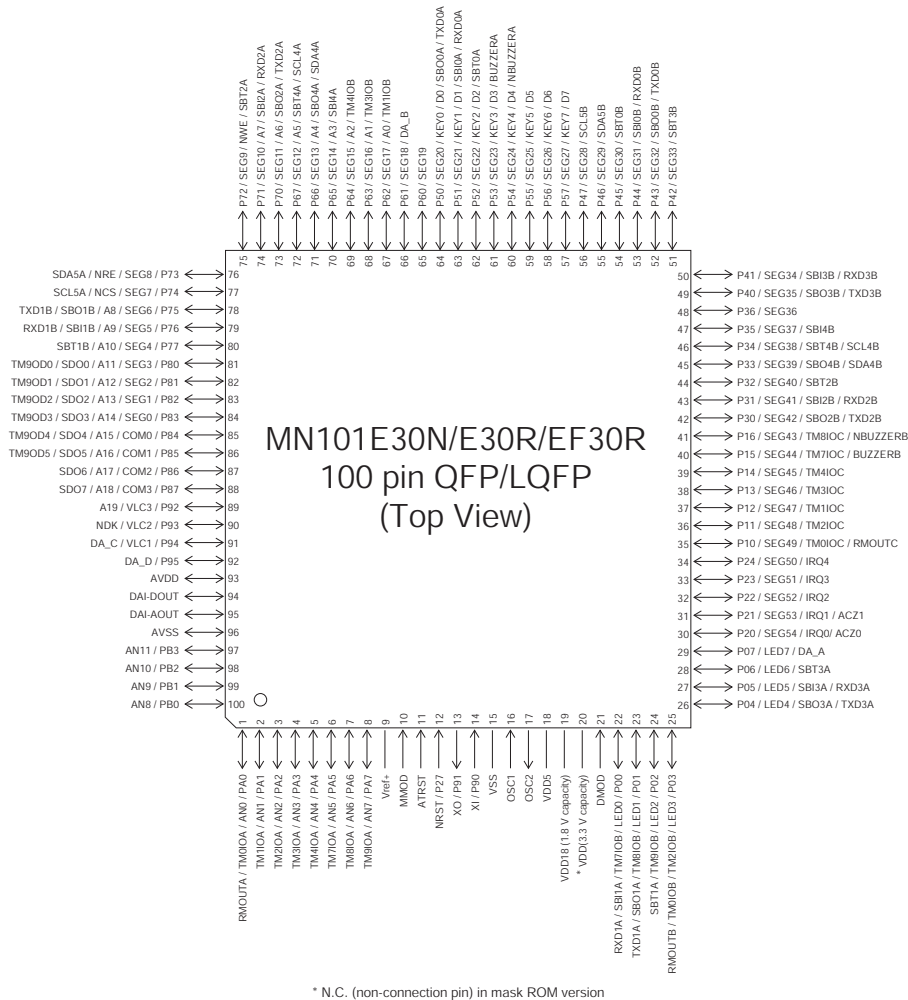 P72 / SEG9 / NWE / SBT2A
P71 / SEG10 / A7 / SBI2A / RXD2A
P70 / SEG11 / A6 / SBO2A / TXD2A
P67 / SEG12 / A5 / SBT4A / SCL4A
P66 / SEG13 / A4 / SBO4A / SDA4A
P65 / SEG14 / A3 / SBI4A
P64 / SEG15 / A2 / TM4IOB
P63 / SEG16 / A1 / TM3IOB
P62 / SEG17 / A0 / TM1IOB
P61 / SEG18 / DA_B
P60 / SEG19
P50 / SEG20 / KEY0 / D0 / SBO0A / TXD0A
P51 / SEG21 / KEY1 / D1 / SBI0A / RXD0A
P52 / SEG22 / KEY2 / D2 / SBT0A
P53 / SEG23 / KEY3 / D3 / BUZZERA
P54 / SEG24 / KEY4 / D4 / NBUZZERA
P55 / SEG25 / KEY5 / D5
P56 / SEG26 / KEY6 / D6
P57 / SEG27 / KEY7 / D7
P47 / SEG28 / SCL5B
P46 / SEG29 / SDA5B
P45 / SEG30 / SBT0B
P44 / SEG31 / SBI0B / RXD0B
P43 / SEG32 / SBO0B / TXD0B
P42 / SEG33 / SBT3B
75 74 73 72 71 70 69 68 67 66 65 64 63 62 61 60 59 58 57 56 55 54 53 52 51
SDA5A / NRE / SEG8 / P73 76
SCL5A / NCS / SEG7 / P74 77
TXD1B / SBO1B / A8 / SEG6 / P75 78
RXD1B / SBI1B / A9 / SEG5 / P76 79
SBT1B / A10 / SEG4 / P77 80
TM9OD0 / SDO0 / A11 / SEG3 / P80 81
TM9OD1 / SDO1 / A12 / SEG2 / P81 82
TM9OD2 / SDO2 / A13 / SEG1 / P82 83
TM9OD3 / SDO3 / A14 / SEG0 / P83 84
TM9OD4 / SDO4 / A15 / COM0 / P84 85
TM9OD5 / SDO5 / A16 / COM1 / P85 86
SDO6 / A17 / COM2 / P86 87
SDO7 / A18 / COM3 / P87 88
A19 / VLC3 / P92 89
NDK / VLC2 / P93 90
DA_C / VLC1 / P94 91
DA_D / P95 92
AVDD 93
DAI-DOUT 94
DAI-AOUT 95
AVSS 96
AN11 / PB3 97
AN10 / PB2 98
AN9 / PB1 99
AN8 / PB0 100
MN101E30N/E30R/EF30R
100 pin QFP/LQFP
(Top View)
50 P41 / SEG34 / SBI3B / RXD3B
49 P40 / SEG35 / SBO3B / TXD3B
48 P36 / SEG36
47 P35 / SEG37 / SBI4B
46 P34 / SEG38 / SBT4B / SCL4B
45 P33 / SEG39 / SBO4B / SDA4B
44 P32 / SEG40 / SBT2B
43 P31 / SEG41 / SBI2B / RXD2B
42 P30 / SEG42 / SBO2B / TXD2B
41 P16 / SEG43 / TM8IOC / NBUZZERB
40 P15 / SEG44 / TM7IOC / BUZZERB
39 P14 / SEG45 / TM4IOC
38 P13 / SEG46 / TM3IOC
37 P12 / SEG47 / TM1IOC
36 P11 / SEG48 / TM2IOC
35 P10 / SEG49 / TM0IOC / RMOUTC
34 P24 / SEG50 / IRQ4
33 P23 / SEG51 / IRQ3
32 P22 / SEG52 / IRQ2
31 P21 / SEG53 / IRQ1 / ACZ1
30 P20 / SEG54 / IRQ0/ ACZ0
29 P07 / LED7 / DA_A
28 P06 / LED6 / SBT3A
27 P05 / LED5 / SBI3A / RXD3A
26 P04 / LED4 / SBO3A / TXD3A
1 2 3 4 5 6 7 8 9 10 11 12 13 14 15 16 17 18 19 20 21 22 23 24 25
RMOUTA / TM0IOA / AN0 / PA0
TM1IOA / AN1 / PA1
TM2IOA / AN2 / PA2
TM3IOA / AN3 / PA3
TM4IOA / AN4 / PA4
TM7IOA / AN5 / PA5
TM8IOA / AN6 / PA6
TM9IOA / AN7 / PA7
Vref+
MMOD
ATRST
NRST / P27
XO / P91
XI / P90
VSS
OSC1
OSC2
VDD5
VDD18 (1.8 V capacity)
* VDD(3.3 V capacity)
DMOD
RXD1A / SBI1A / TM7IOB / LED0 / P00
TXD1A / SBO1A / TM8IOB / LED1 / P01
SBT1A / TM9IOB / LED2 / P02
RMOUTB / TM0IOB / TM2IOB / LED3 / P03
* N.C. (non-connection pin) in mask ROM version